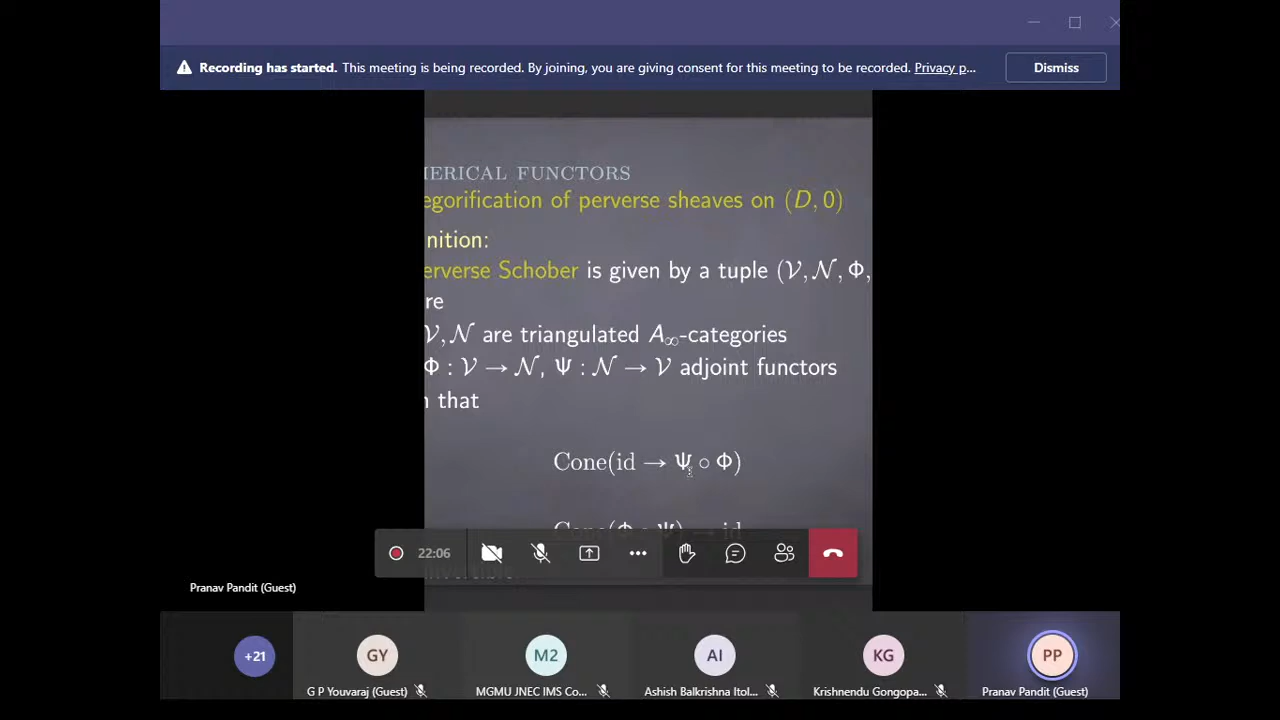 Recording has started. This meeting is being recorded. By joining, you are giving consent for this meeting to be recorded. Privacy p... Dismiss
HERICAL FUNCTORS
egorification of perverse sheaves on (D, 0)
nition:
erverse Schober is given by a tuple (𝒱, 𝒩, Φ,
re
𝒱, 𝒩 are triangulated A∞-categories
Φ : 𝒱 → 𝒩, Ψ : 𝒩 → 𝒱 adjoint functors
that
Cone(id → Ψ ∘ Φ)
Cone(Φ ∘ Ψ) → id
22:06
Pranav Pandit (Guest)
+21 GY M2 AI KG PP
G P Youvaraj (Guest) MGMU JNEC IMS Co... Ashish Balkrishna Itol... Krishnendu Gongopa... Pranav Pandit (Guest)